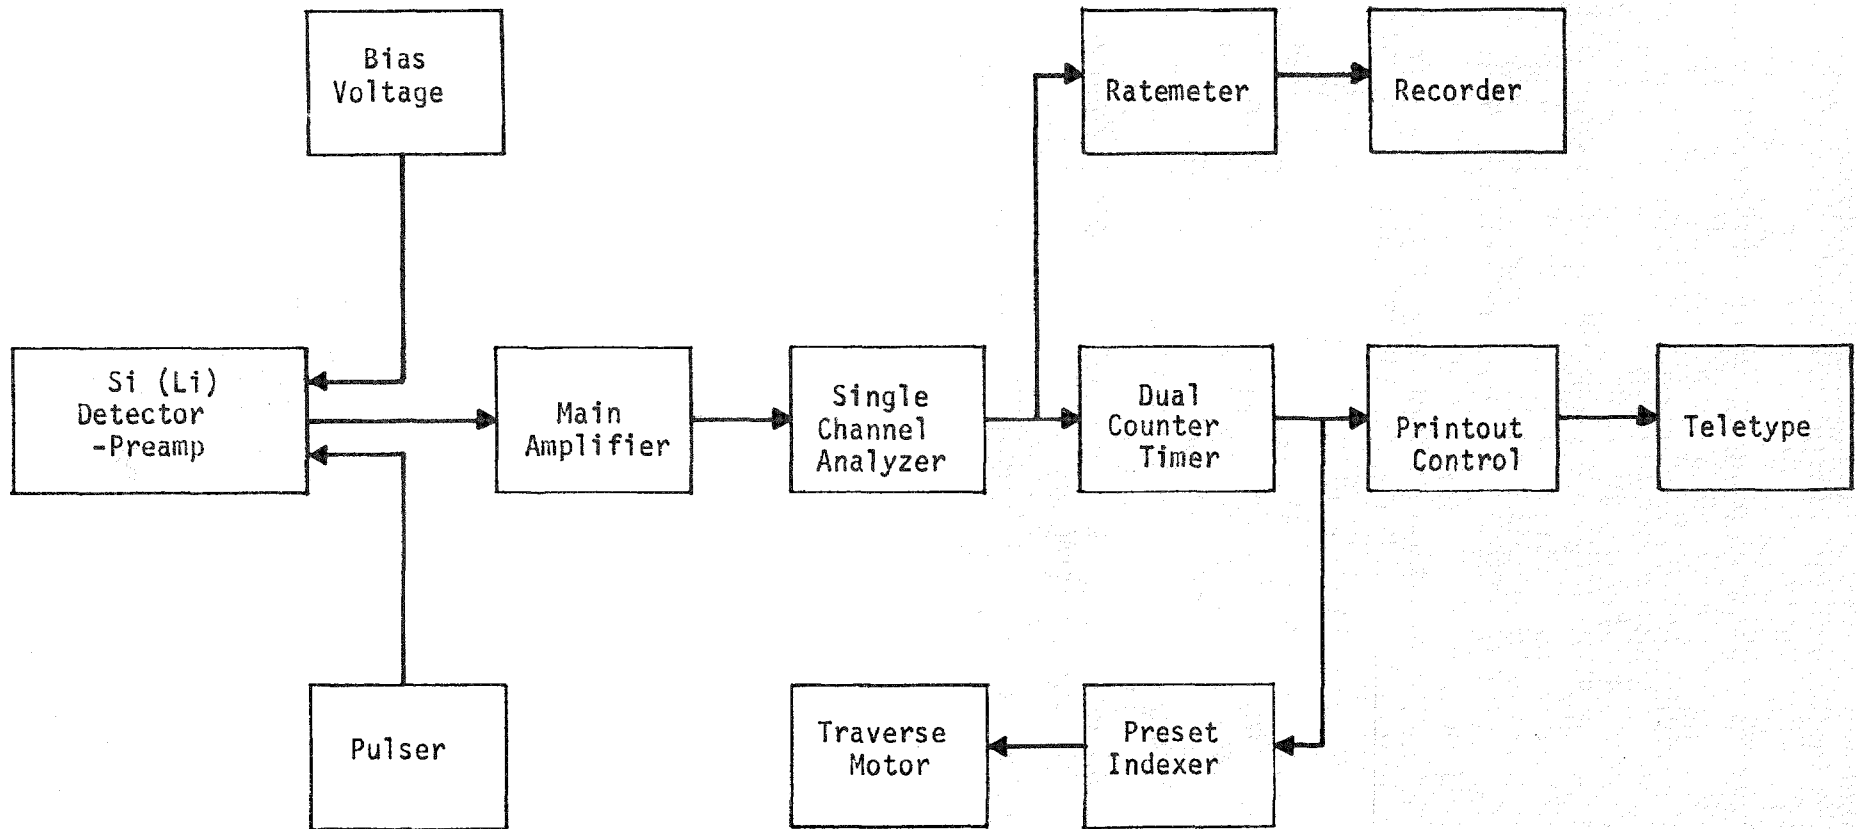 Bias
Voltage
Ratemeter
Recorder
Si (Li)
Detector
-Preamp
Main
Amplifier
Single
Channel
Analyzer
Dual
Counter
Timer
Printout
Control
Teletype
Pulser
Traverse
Motor
Preset
Indexer